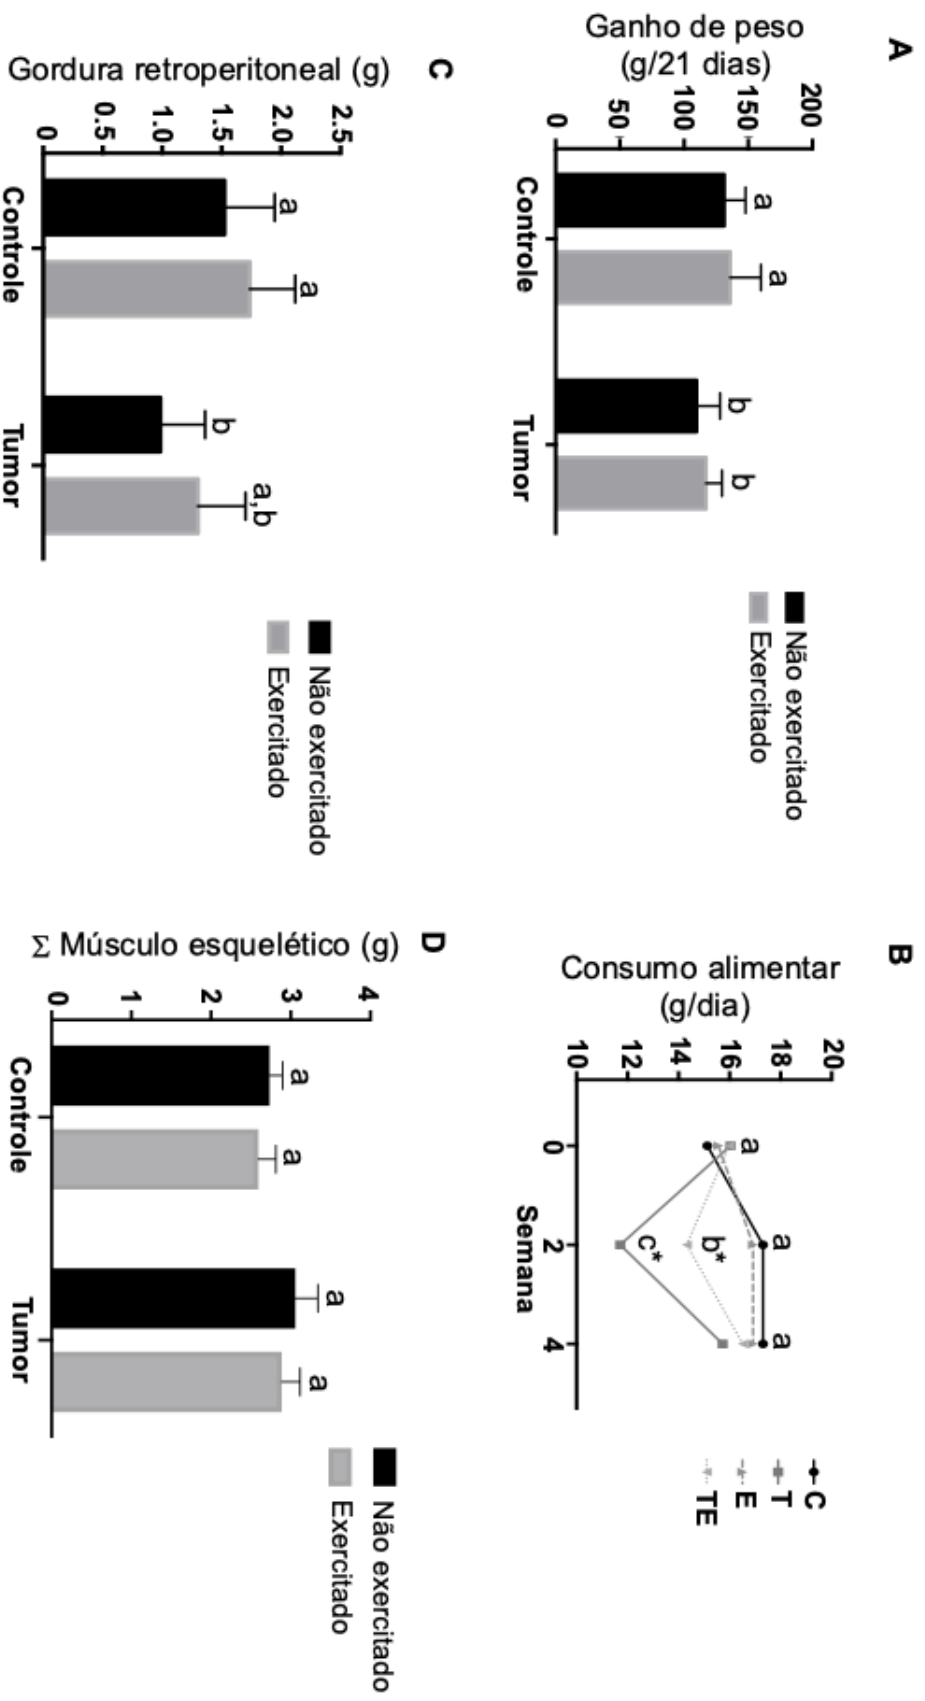 A
Ganho de peso
(g/21 dias)
200
150
100
50
0
a
a
b
b
Controle
Tumor
Não exercitado
Exercitado
B
Consumo alimentar
(g/dia)
20
18
16
14
12
10
a
a
a
b*
c*
0
2
4
Semana
C
T
E
TE
C
Gordura retroperitoneal (g)
2.5
2.0
1.5
1.0
0.5
0
a
a
b
a,b
Controle
Tumor
Não exercitado
Exercitado
D
Σ Músculo esquelético (g)
4
3
2
1
0
a
a
a
a
Controle
Tumor
Não exercitado
Exercitado